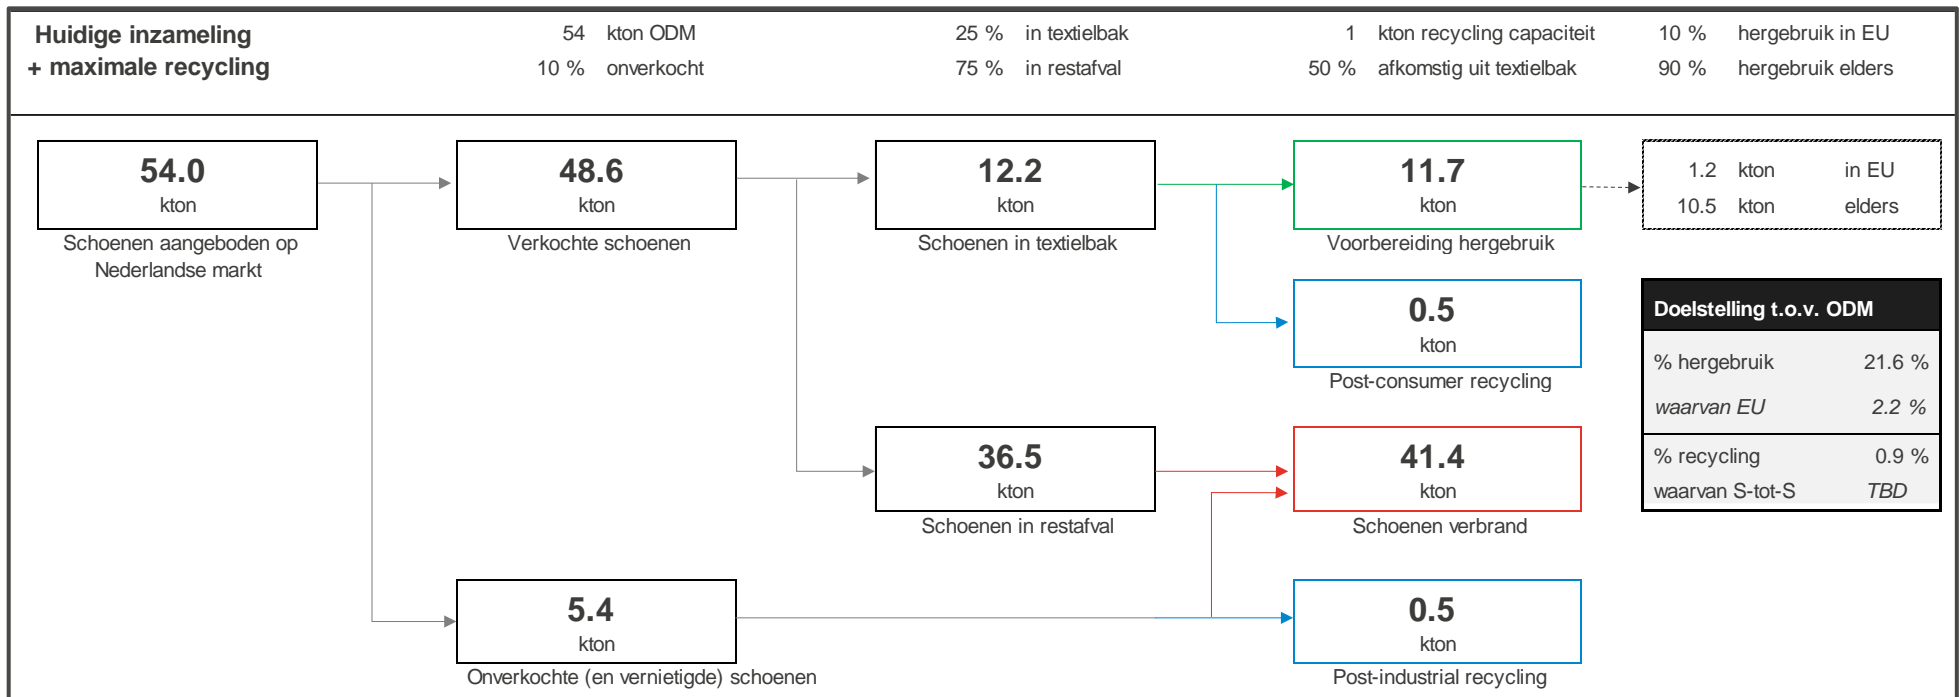 Huidige inzameling
+ maximale recycling
54 kton ODM
10 % onverkocht
25 % in textielbak
75 % in restafval
1 kton recycling capaciteit
50 % afkomstig uit textielbak
10 % hergebruik in EU
90 % hergebruik elders
54.0
kton
Schoenen aangeboden op
Nederlandse markt
48.6
kton
Verkochte schoenen
12.2
kton
Schoenen in textielbak
11.7
kton
Voorbereiding hergebruik
1.2 kton in EU
10.5 kton elders
0.5
kton
Post-consumer recycling
Doelstelling t.o.v. ODM
% hergebruik 21.6 %
waarvan EU 2.2 %
% recycling 0.9 %
waarvan S-tot-S TBD
36.5
kton
Schoenen in restafval
41.4
kton
Schoenen verbrand
5.4
kton
Onverkochte (en vernietigde) schoenen
0.5
kton
Post-industrial recycling